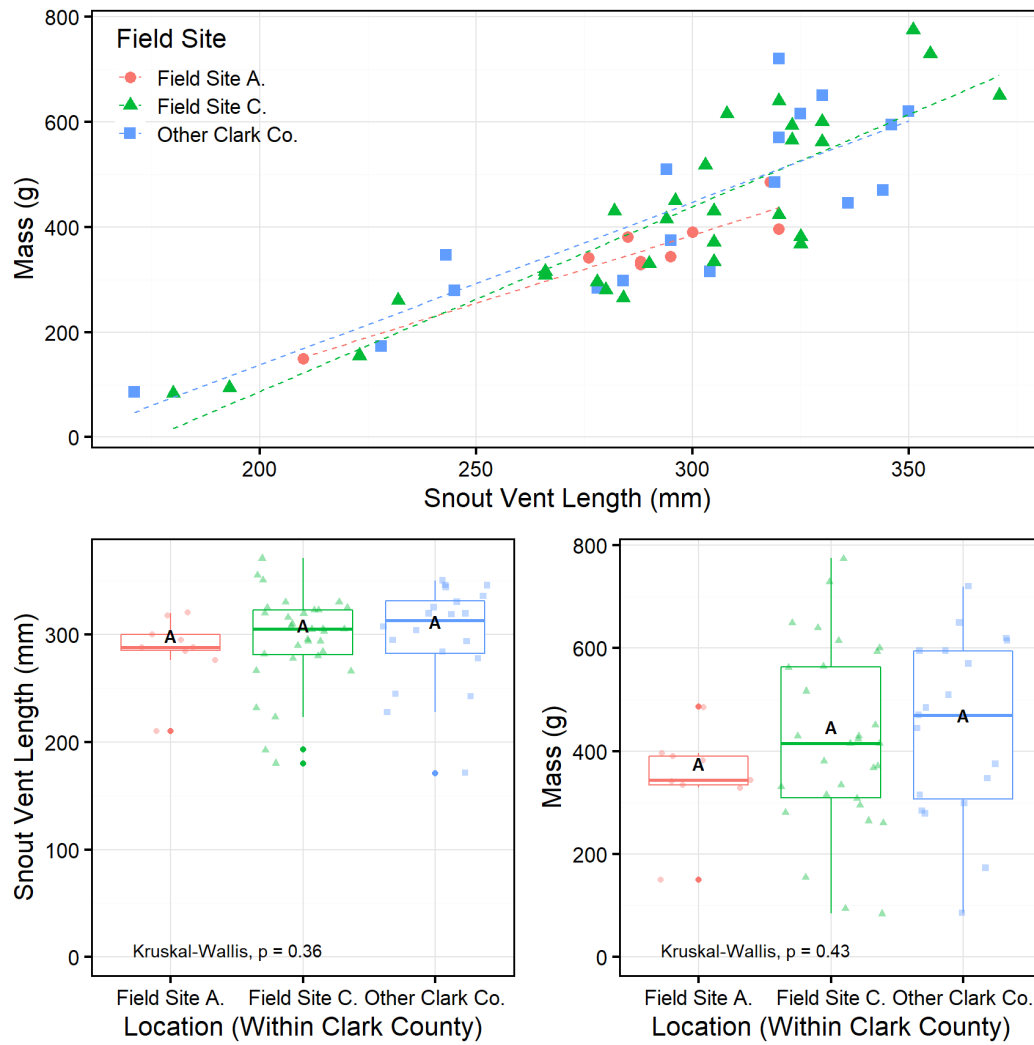 800
600
400
200
0
Mass (g)
Field Site
Field Site A.
Field Site C.
Other Clark Co.
200
250
300
350
Snout Vent Length (mm)
300
200
100
0
Snout Vent Length (mm)
A
A
A
Kruskal-Wallis, p = 0.36
Field Site A.
Field Site C.
Other Clark Co.
Location (Within Clark County)
800
600
400
200
0
Mass (g)
A
A
A
Kruskal-Wallis, p = 0.43
Field Site A.
Field Site C.
Other Clark Co.
Location (Within Clark County)